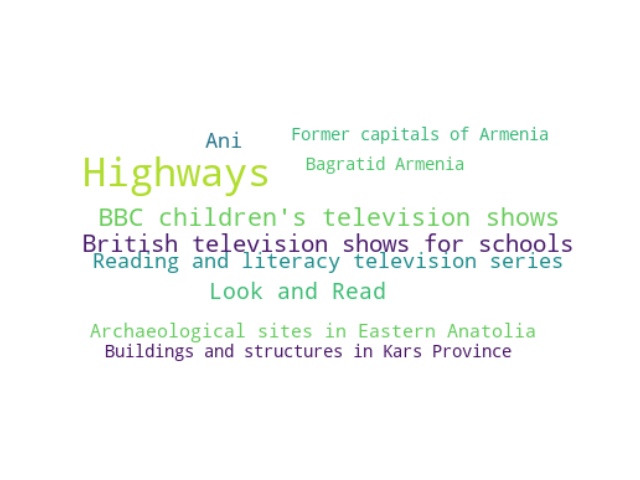 Ani
Former capitals of Armenia
Highways
Bagratid Armenia
BBC children's television shows
British television shows for schools
Reading and literacy television series
Look and Read
Archaeological sites in Eastern Anatolia
Buildings and structures in Kars Province